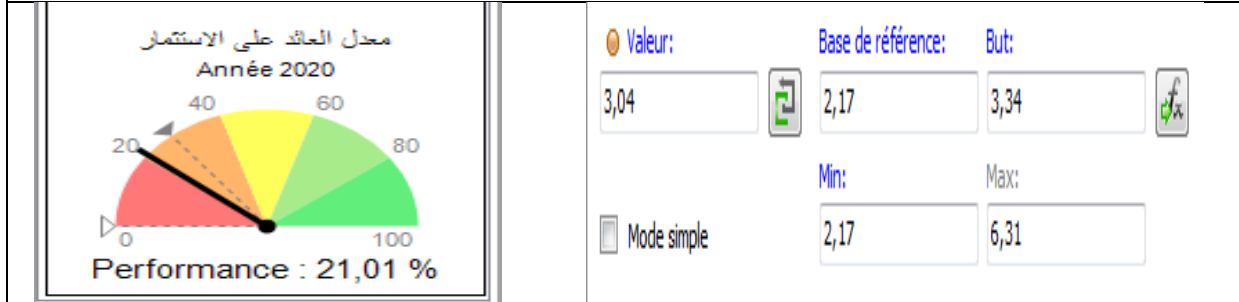 معدل العائد على الاستثمار
Année 2020
40 60
20 80
0 100
Performance : 21,01 %
Valeur: Base de référence: But:
3,04 2,17 3,34 fx
Min: Max:
Mode simple 2,17 6,31